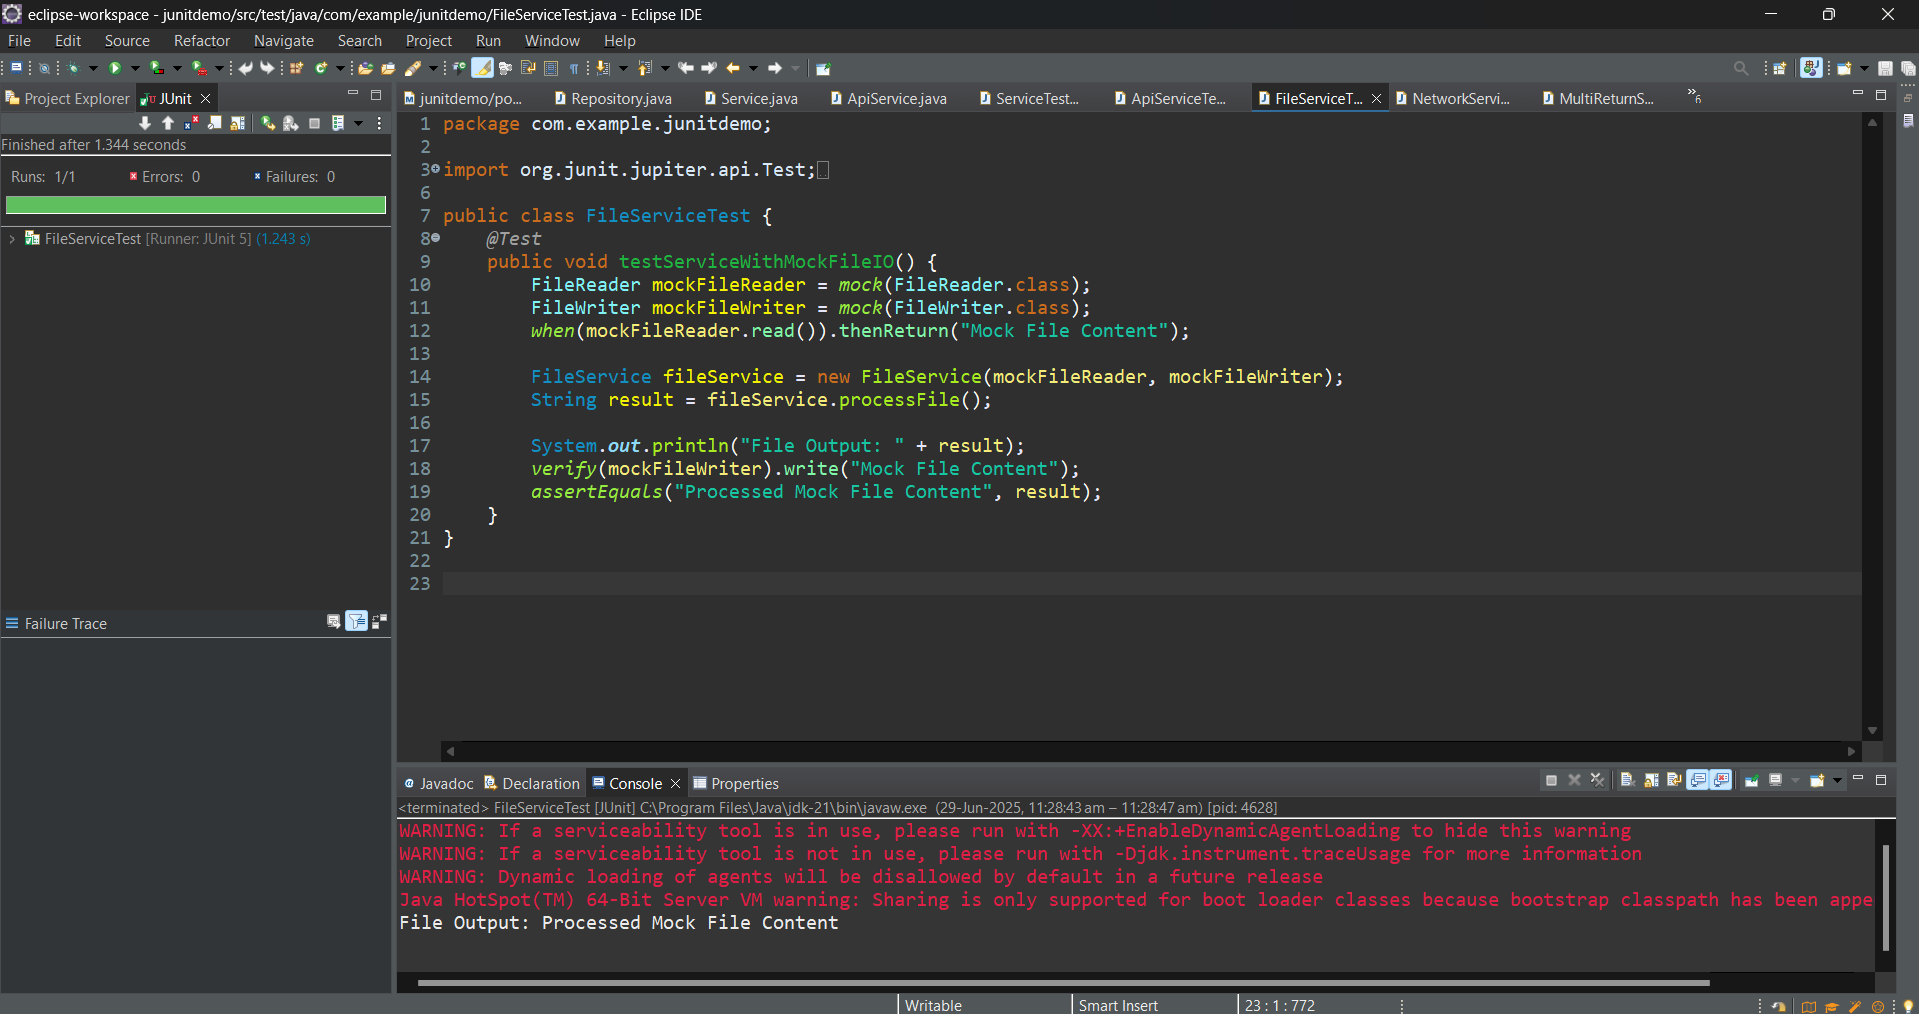 eclipse-workspace - junitdemo/src/test/java/com/example/junitdemo/FileServiceTest.java - Eclipse IDE
File Edit Source Refactor Navigate Search Project Run Window Help
Project Explorer JUnit
junitdemo/po... Repository.java Service.java ApiService.java ServiceTest... ApiServiceTe... FileServiceT... NetworkServi... MultiReturnS... »6
Finished after 1.344 seconds
Runs: 1/1 Errors: 0 Failures: 0
FileServiceTest [Runner: JUnit 5] (1.243 s)
Failure Trace
1 package com.example.junitdemo;
2
3 import org.junit.jupiter.api.Test;
6
7 public class FileServiceTest {
8 @Test
9 public void testServiceWithMockFileIO() {
10 FileReader mockFileReader = mock(FileReader.class);
11 FileWriter mockFileWriter = mock(FileWriter.class);
12 when(mockFileReader.read()).thenReturn("Mock File Content");
13
14 FileService fileService = new FileService(mockFileReader, mockFileWriter);
15 String result = fileService.processFile();
16
17 System.out.println("File Output: " + result);
18 verify(mockFileWriter).write("Mock File Content");
19 assertEquals("Processed Mock File Content", result);
20 }
21 }
22
23
Javadoc Declaration Console Properties
<terminated> FileServiceTest [JUnit] C:\Program Files\Java\jdk-21\bin\javaw.exe (29-Jun-2025, 11:28:43 am – 11:28:47 am) [pid: 4628]
WARNING: If a serviceability tool is in use, please run with -XX:+EnableDynamicAgentLoading to hide this warning
WARNING: If a serviceability tool is not in use, please run with -Djdk.instrument.traceUsage for more information
WARNING: Dynamic loading of agents will be disallowed by default in a future release
Java HotSpot(TM) 64-Bit Server VM warning: Sharing is only supported for boot loader classes because bootstrap classpath has been appe
File Output: Processed Mock File Content
Writable Smart Insert 23 : 1 : 772